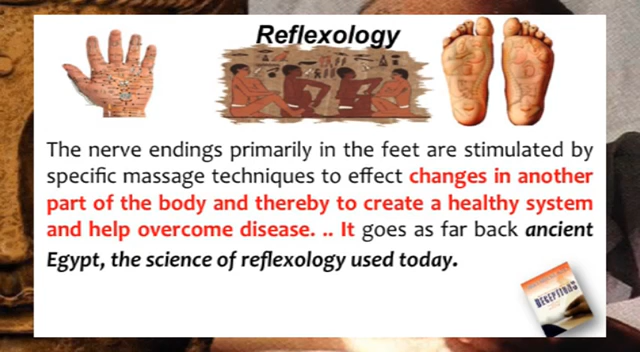 Reflexology
The nerve endings primarily in the feet are stimulated by
specific massage techniques to effect changes in another
part of the body and thereby to create a healthy system
and help overcome disease. .. It goes as far back ancient
Egypt, the science of reflexology used today.
DECEPTIONS